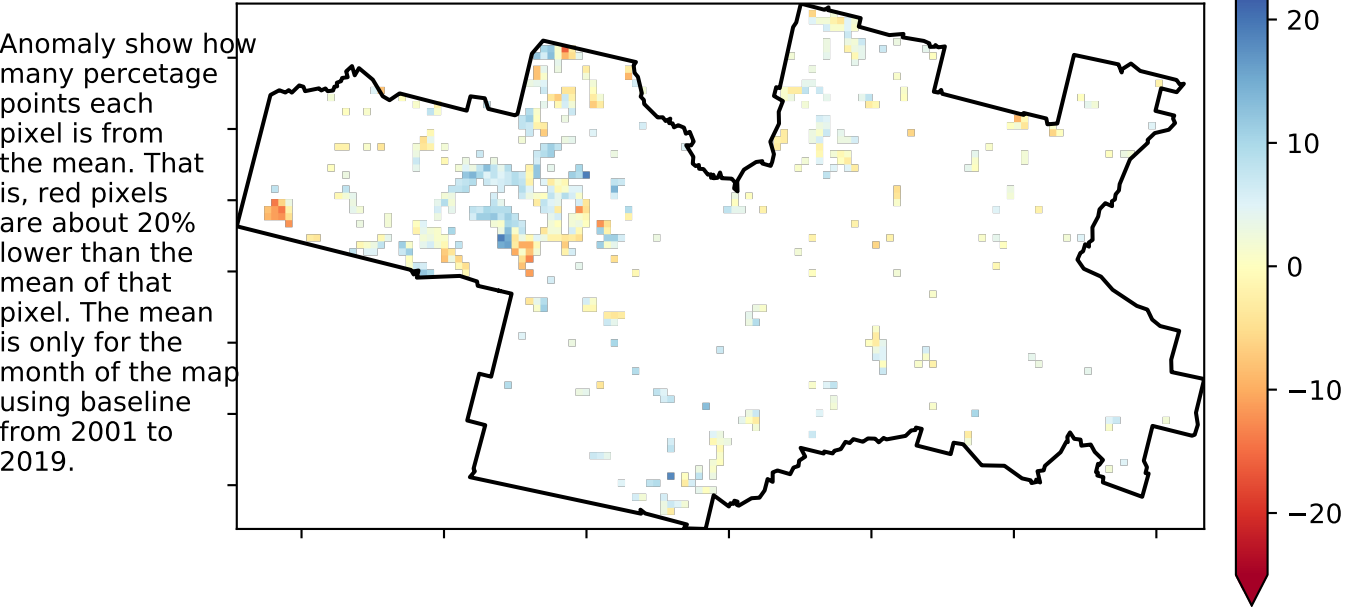 Anomaly show how
many percetage
points each
pixel is from
the mean. That
is, red pixels
are about 20%
lower than the
mean of that
pixel. The mean
is only for the
month of the map
using baseline
from 2001 to
2019.
20
10
0
−10
−20